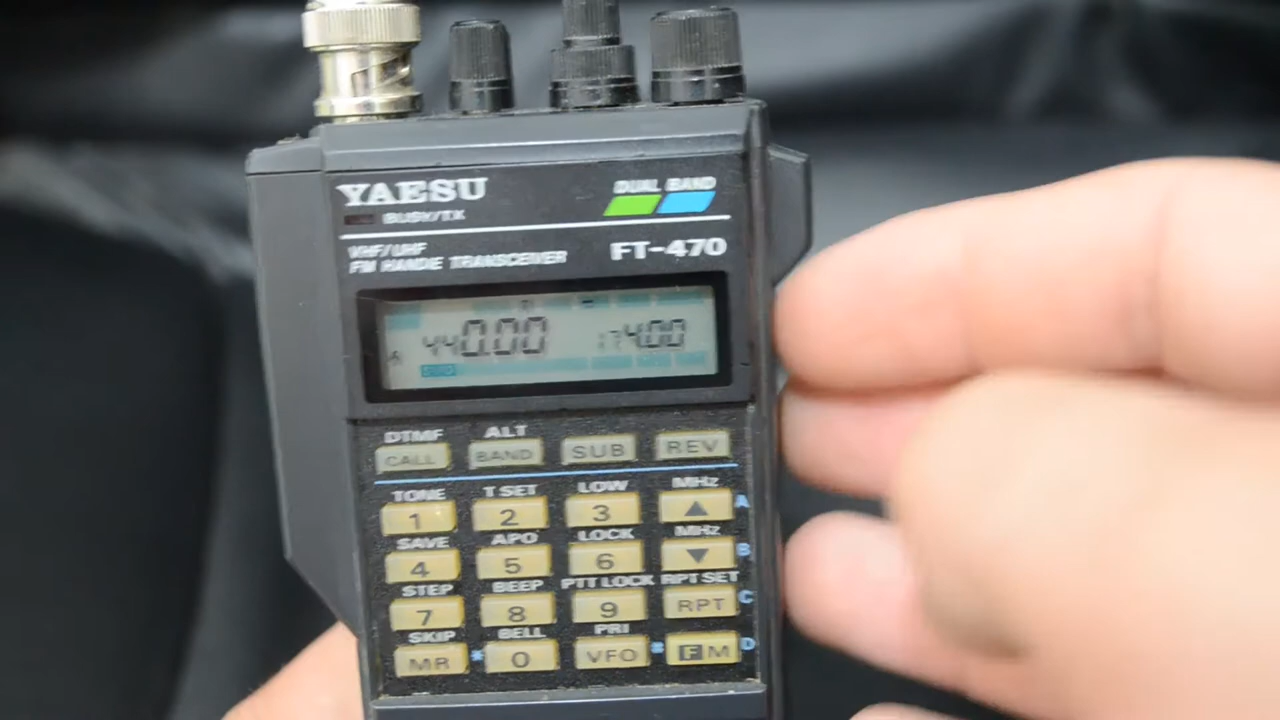 YAESU
DUAL BAND
BUSY/TX
VHF/UHF
FM HANDIE TRANSCEIVER
FT-470
440.00 174.00
DTMF ALT
CALL BAND SUB REV
TONE T SET LOW MHz
1 2 3 ▲ A
SAVE APO LOCK MHz
4 5 6 ▼ B
STEP BEEP PTT LOCK RPT SET
7 8 9 RPT C
SKIP BELL PRI
MR * 0 VFO # F M D